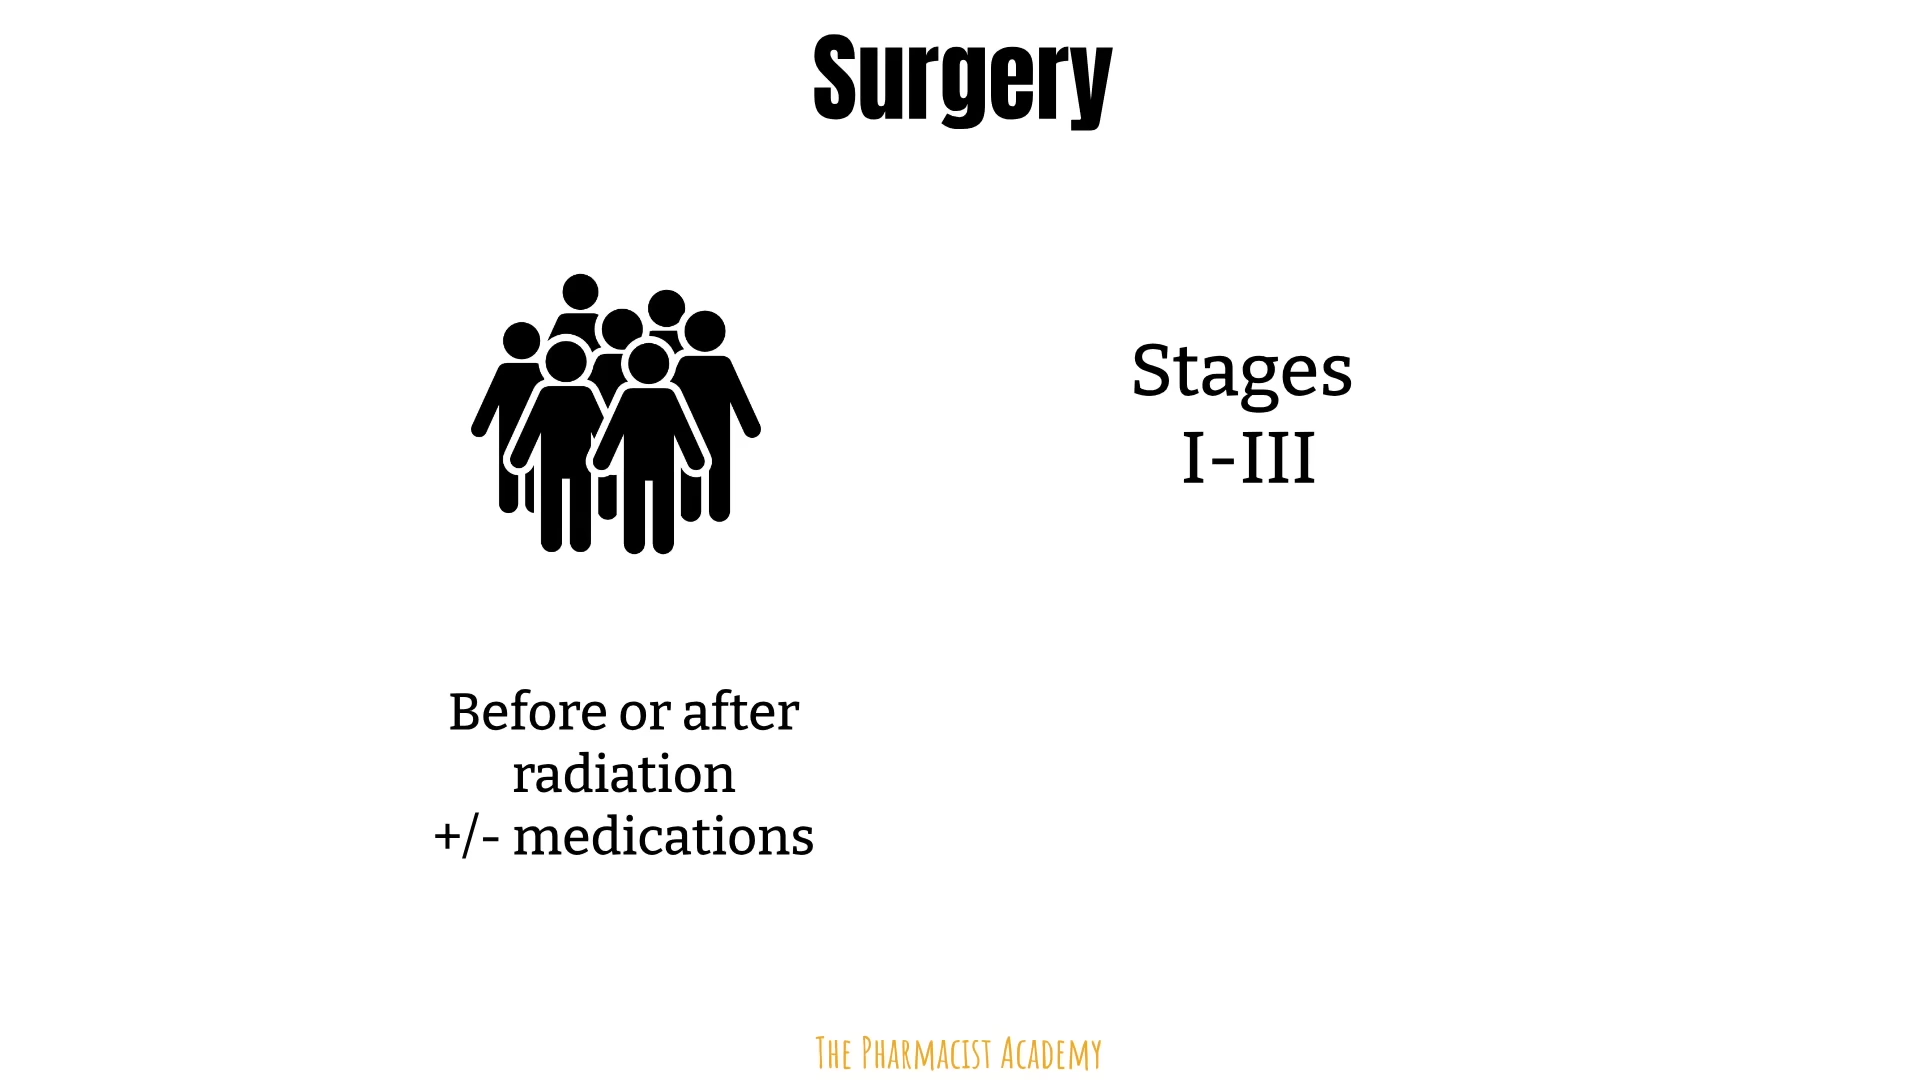 Surgery
Stages
I-III
Before or after
radiation
+/- medications
The Pharmacist Academy